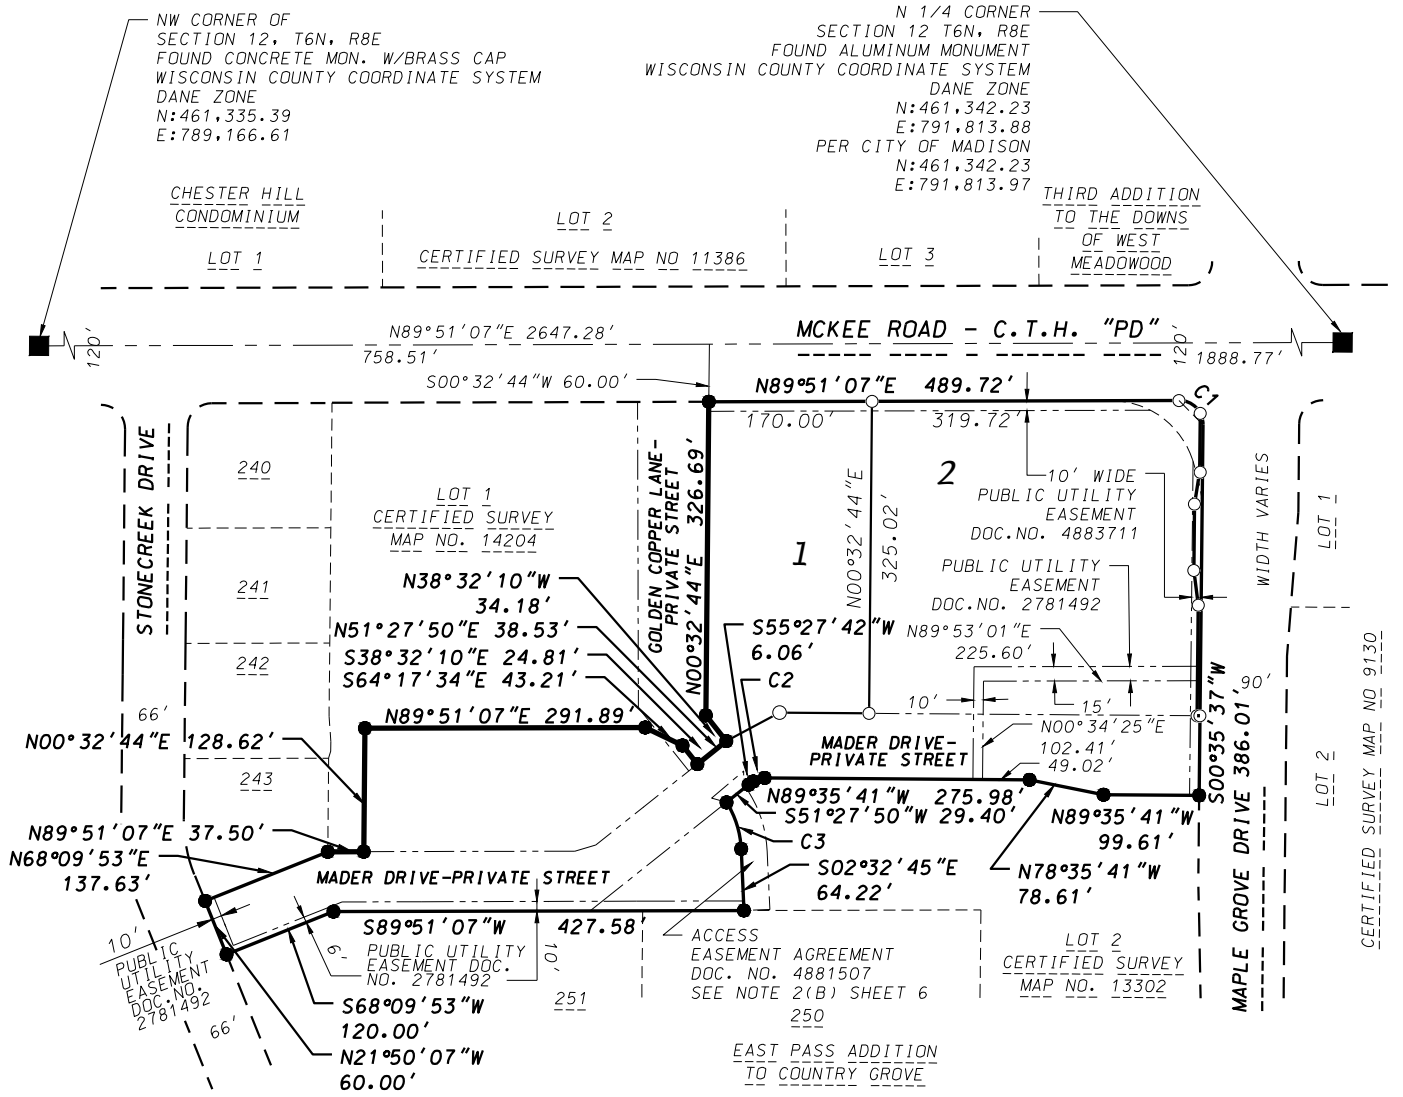 NW CORNER OF
SECTION 12, T6N, R8E
FOUND CONCRETE MON. W/BRASS CAP
WISCONSIN COUNTY COORDINATE SYSTEM
DANE ZONE
N:461,335.39
E:789,166.61
N 1/4 CORNER
SECTION 12 T6N, R8E
FOUND ALUMINUM MONUMENT
WISCONSIN COUNTY COORDINATE SYSTEM
DANE ZONE
N:461,342.23
E:791,813.88
PER CITY OF MADISON
N:461,342.23
E:791,813.97
CHESTER HILL
CONDOMINIUM
LOT 1
LOT 2
CERTIFIED SURVEY MAP NO 11386
LOT 3
THIRD ADDITION
TO THE DOWNS
OF WEST
MEADOWOOD
120'
N89°51'07"E 2647.28'
758.51'
MCKEE ROAD - C.T.H. "PD"
120'
1888.77'
S00°32'44"W 60.00'
N89°51'07"E 489.72'
C1
170.00'
319.72'
STONECREEK DRIVE
66'
240
241
242
243
LOT 1
CERTIFIED SURVEY
MAP NO. 14204
GOLDEN COPPER LANE-
PRIVATE STREET
N00°32'44"E 326.69'
1
N00°32'44"E
325.02'
2
10' WIDE
PUBLIC UTILITY
EASEMENT
DOC.NO. 4883711
PUBLIC UTILITY
EASEMENT
DOC.NO. 2781492
WIDTH VARIES
LOT 1
N38°32'10"W
34.18'
N51°27'50"E 38.53'
S38°32'10"E 24.81'
S64°17'34"E 43.21'
N89°51'07"E 291.89'
S55°27'42"W
6.06'
C2
N89°53'01"E
225.60'
10'
15'
N00°34'25"E
102.41'
49.02'
90'
S00°35'37"W
MAPLE GROVE DRIVE 386.01'
LOT 2
CERTIFIED SURVEY MAP NO 9130
N00°32'44"E 128.62'
MADER DRIVE-
PRIVATE STREET
N89°35'41"W 275.98'
S51°27'50"W 29.40'
N89°35'41"W
99.61'
N89°51'07"E 37.50'
N68°09'53"E
137.63'
C3
S02°32'45"E
64.22'
N78°35'41"W
78.61'
MADER DRIVE-PRIVATE STREET
S89°51'07"W 427.58'
10'
PUBLIC
UTILITY
EASEMENT
DOC.NO.
2781492
6'
PUBLIC UTILITY
EASEMENT DOC.
NO. 2781492
10'
ACCESS
EASEMENT AGREEMENT
DOC. NO. 4881507
SEE NOTE 2(B) SHEET 6
LOT 2
CERTIFIED SURVEY
MAP NO. 13302
66'
S68°09'53"W
120.00'
251
250
N21°50'07"W
60.00'
EAST PASS ADDITION
TO COUNTRY GROVE